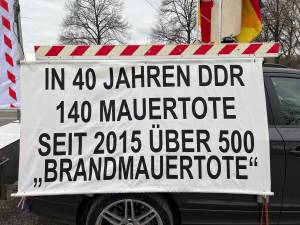 IN 40 JAHREN DDR
140 MAUERTOTE
SEIT 2015 ÜBER 500
„BRANDMAUERTOTE“